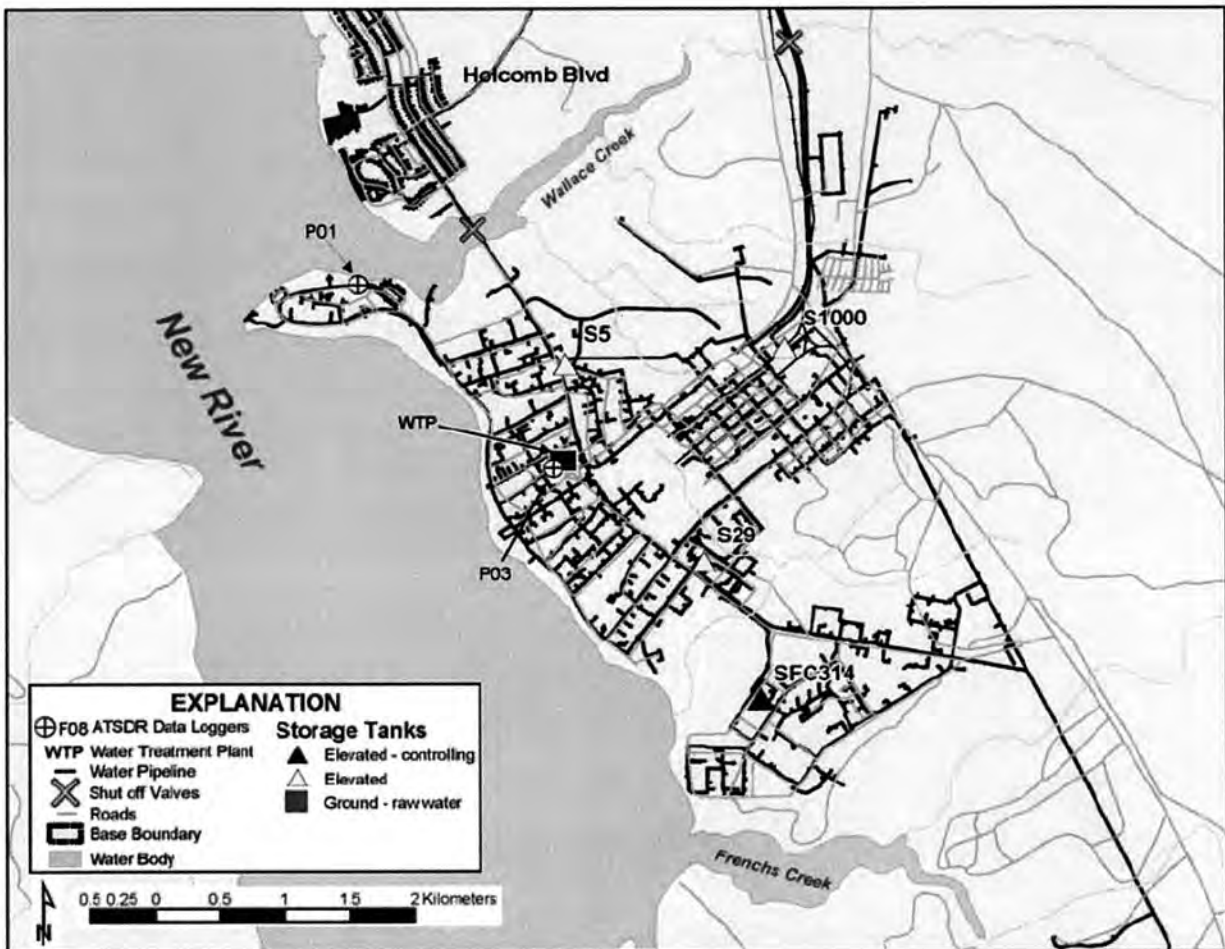 Holcomb Blvd
Wallace Creek
P01
New River
S5
S1000
WTP
S29
P03
SFC314
EXPLANATION
F08 ATSDR Data Loggers
WTP Water Treatment Plant
Water Pipeline
Shut off Valves
Roads
Base Boundary
Water Body
Storage Tanks
Elevated - controlling
Elevated
Ground - raw water
Frenchs Creek
0.5 0.25 0 0.5 1 1.5 2 Kilometers
N